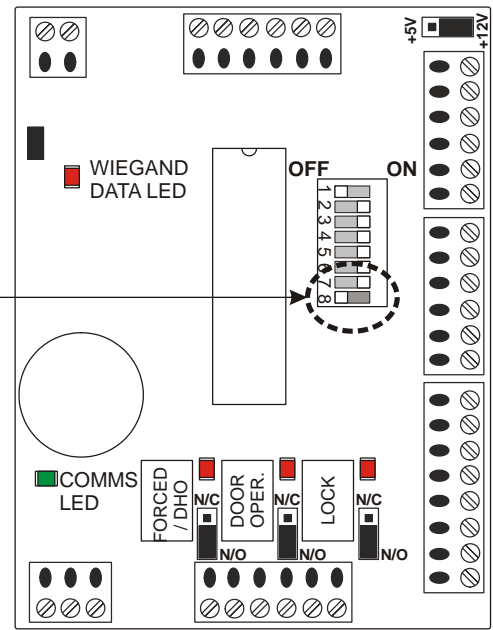 +5V
+12V
OFF
ON
WIEGAND
DATA LED
1
2
3
4
5
6
7
8
COMMS
LED
FORCED
/ DHO
N/C
N/O
DOOR
OPER.
N/C
N/O
LOCK
N/C
N/O